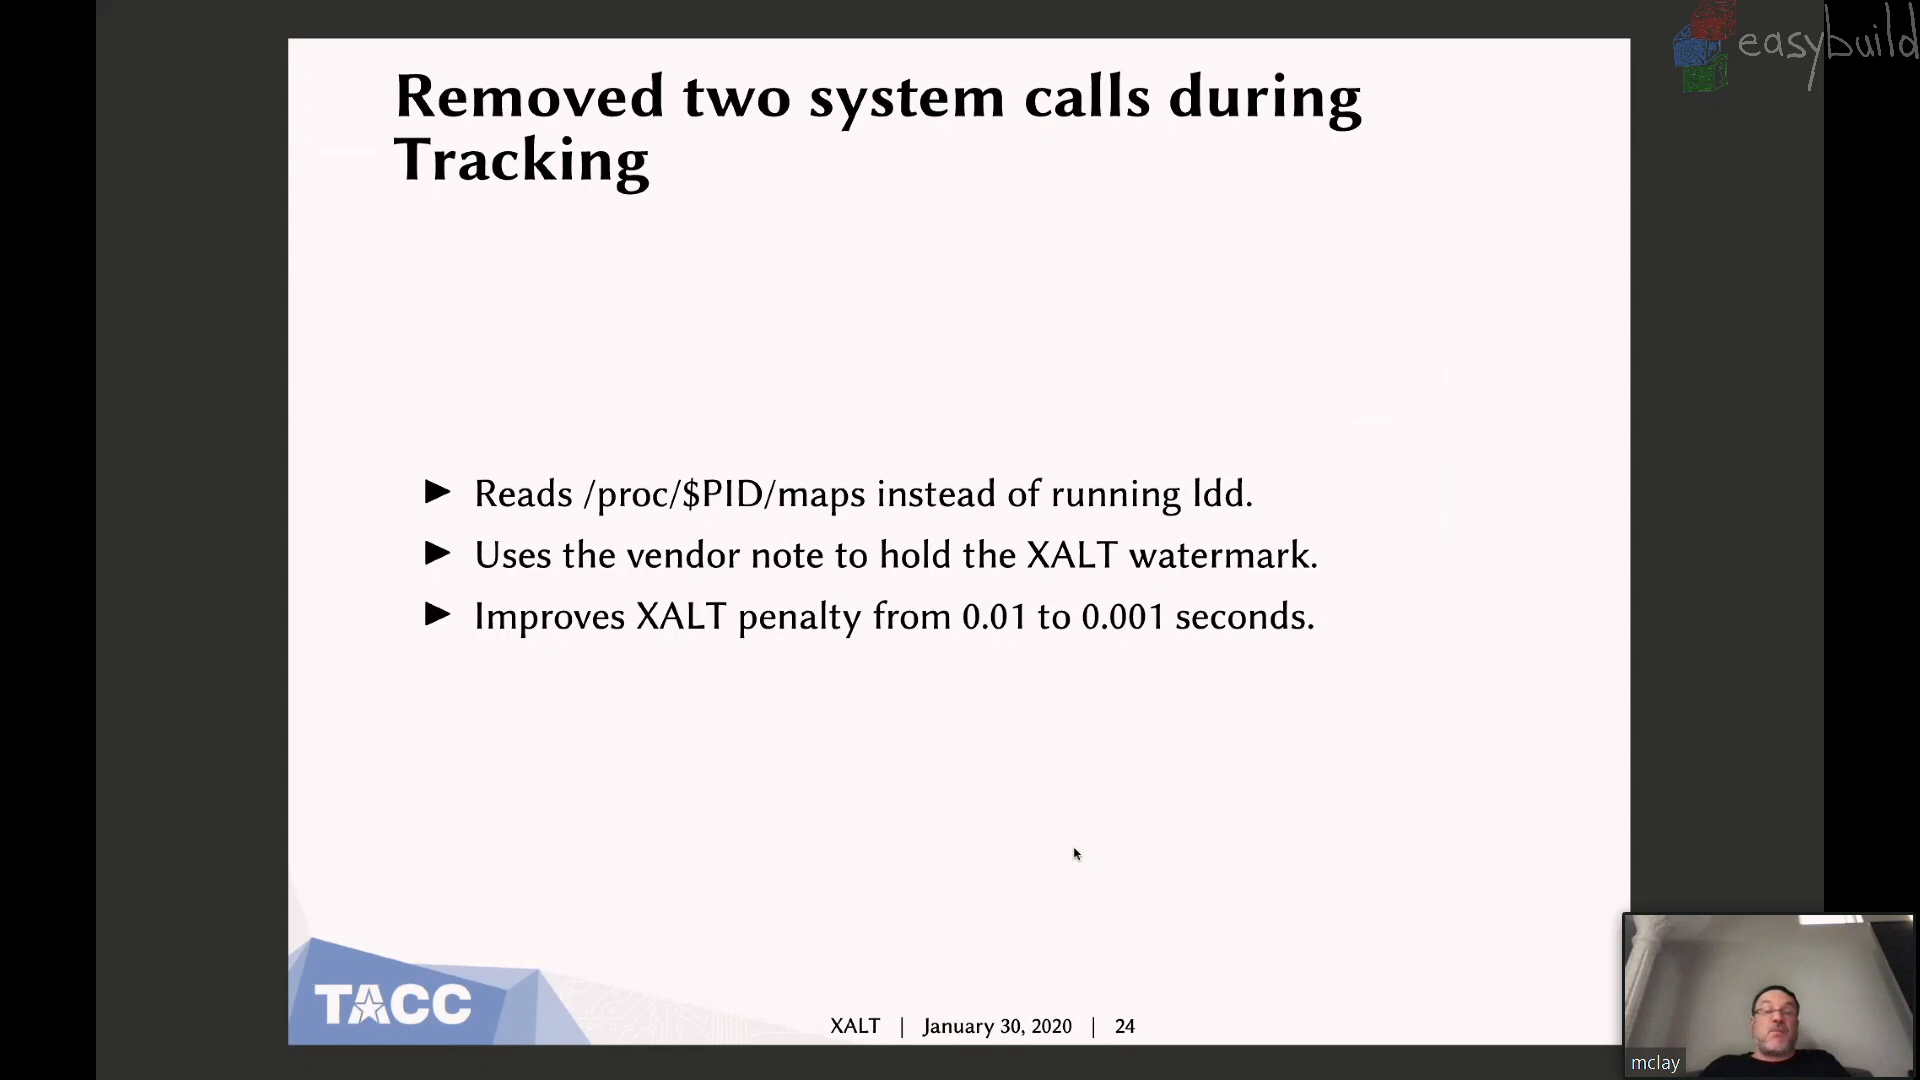 easybuild
Removed two system calls during
Tracking
▶ Reads /proc/$PID/maps instead of running ldd.
▶ Uses the vendor note to hold the XALT watermark.
▶ Improves XALT penalty from 0.01 to 0.001 seconds.
TACC
XALT | January 30, 2020 | 24
mclay